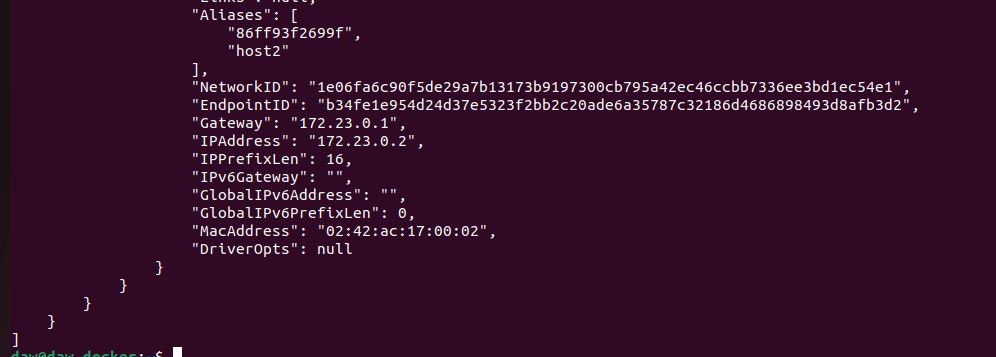 "Links": null,
"Aliases": [
"86ff93f2699f",
"host2"
],
"NetworkID": "1e06fa6c90f5de29a7b13173b9197300cb795a42ec46ccbb7336ee3bd1ec54e1",
"EndpointID": "b34fe1e954d24d37e5323f2bb2c20ade6a35787c32186d4686898493d8afb3d2",
"Gateway": "172.23.0.1",
"IPAddress": "172.23.0.2",
"IPPrefixLen": 16,
"IPv6Gateway": "",
"GlobalIPv6Address": "",
"GlobalIPv6PrefixLen": 0,
"MacAddress": "02:42:ac:17:00:02",
"DriverOpts": null
}
}
}
}
]
daw@daw-docker:~$